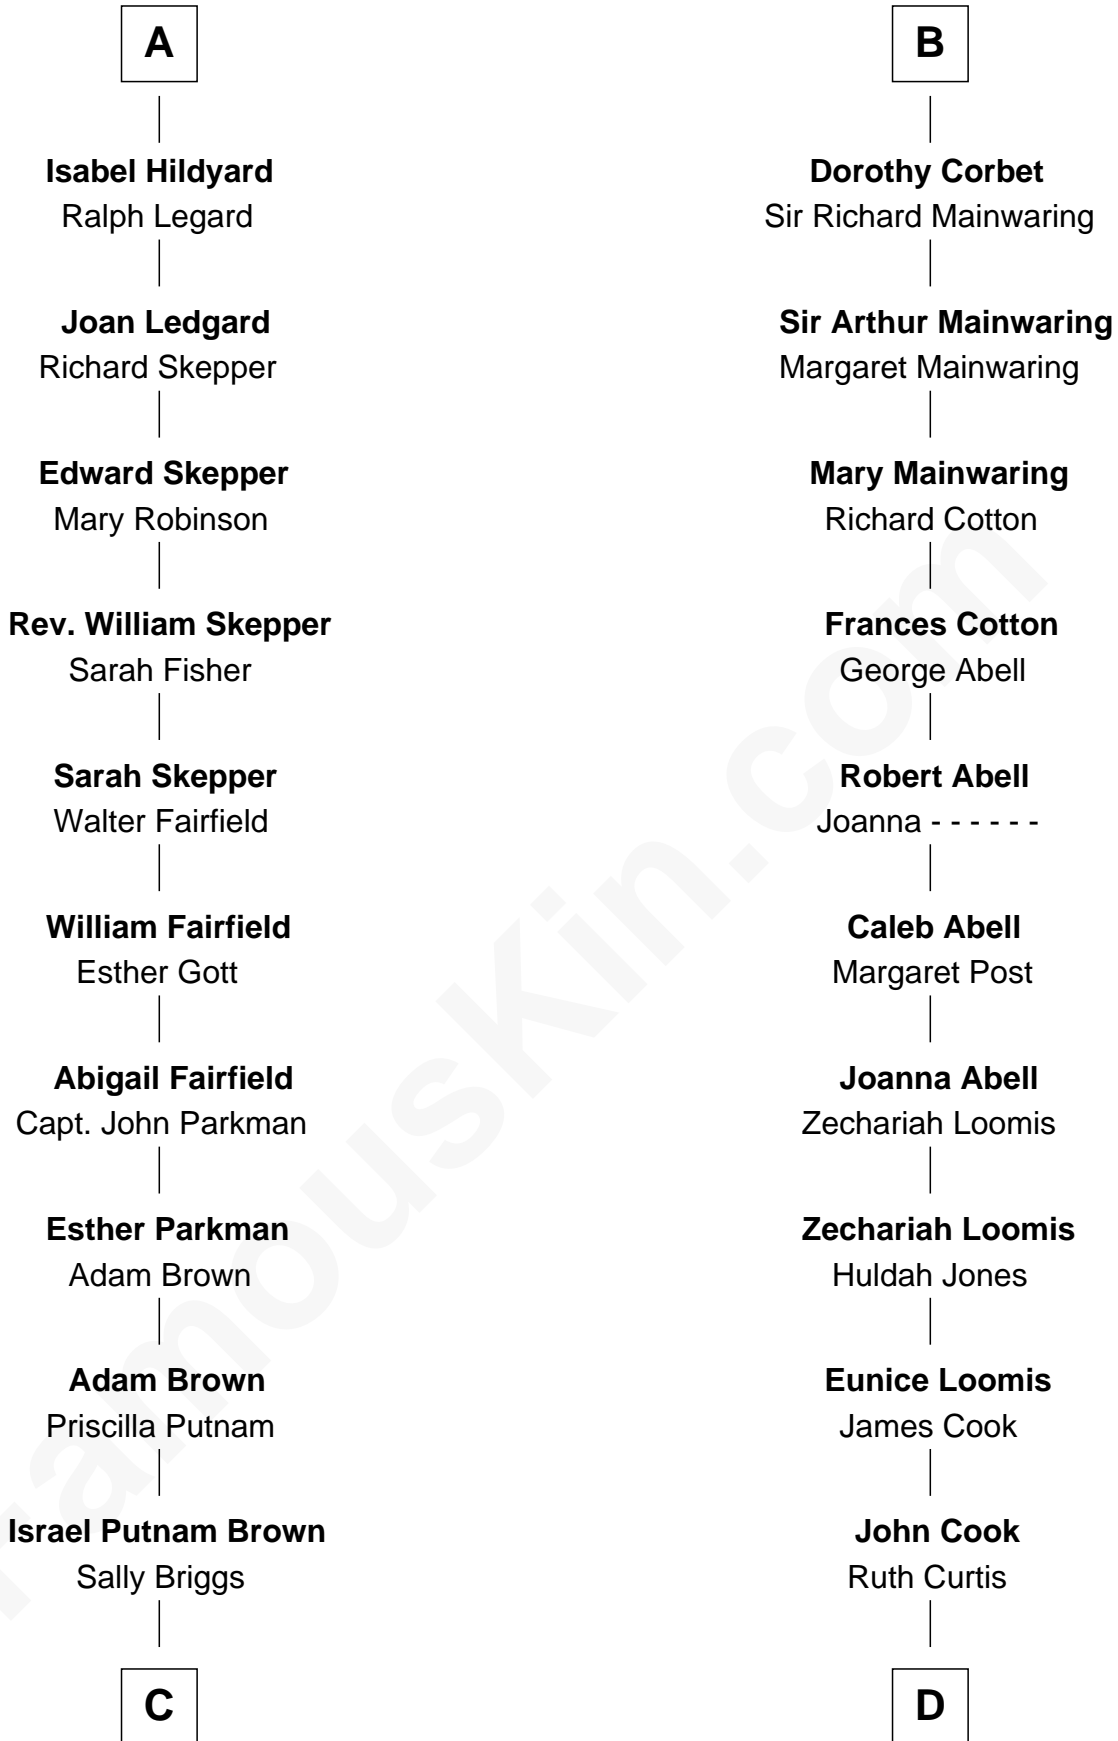 A
Isabel Hildyard
Ralph Legard
Joan Ledgard
Richard Skepper
Edward Skepper
Mary Robinson
Rev. William Skepper
Sarah Fisher
Sarah Skepper
Walter Fairfield
William Fairfield
Esther Gott
Abigail Fairfield
Capt. John Parkman
Esther Parkman
Adam Brown
Adam Brown
Priscilla Putnam
Israel Putnam Brown
Sally Briggs
C
B
Dorothy Corbet
Sir Richard Mainwaring
Sir Arthur Mainwaring
Margaret Mainwaring
Mary Mainwaring
Richard Cotton
Frances Cotton
George Abell
Robert Abell
Joanna - - - - - -
Caleb Abell
Margaret Post
Joanna Abell
Zechariah Loomis
Zechariah Loomis
Huldah Jones
Eunice Loomis
James Cook
John Cook
Ruth Curtis
D
FamousKin.com